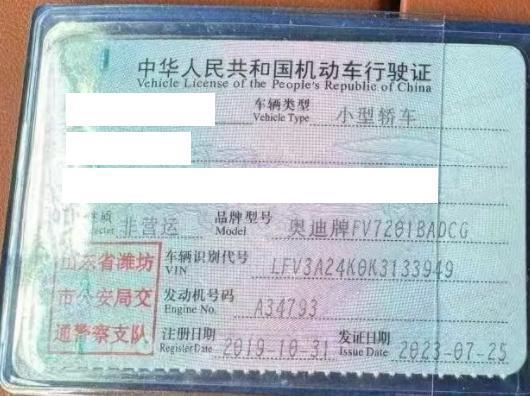 中华人民共和国机动车行驶证
Vehicle License of the People's Republic of China
车辆类型 小型轿车
Vehicle Type
质 非营运 品牌型号 奥迪牌FV7201BADCG
Model
山东省潍坊 车辆识别代号 LFV3A24K0K3133949
VIN
市公安局交 发动机号码 A34793
Engine No.
通警察支队 注册日期 2019-10-31 发证日期 2023-07-25
Register Date Issue Date